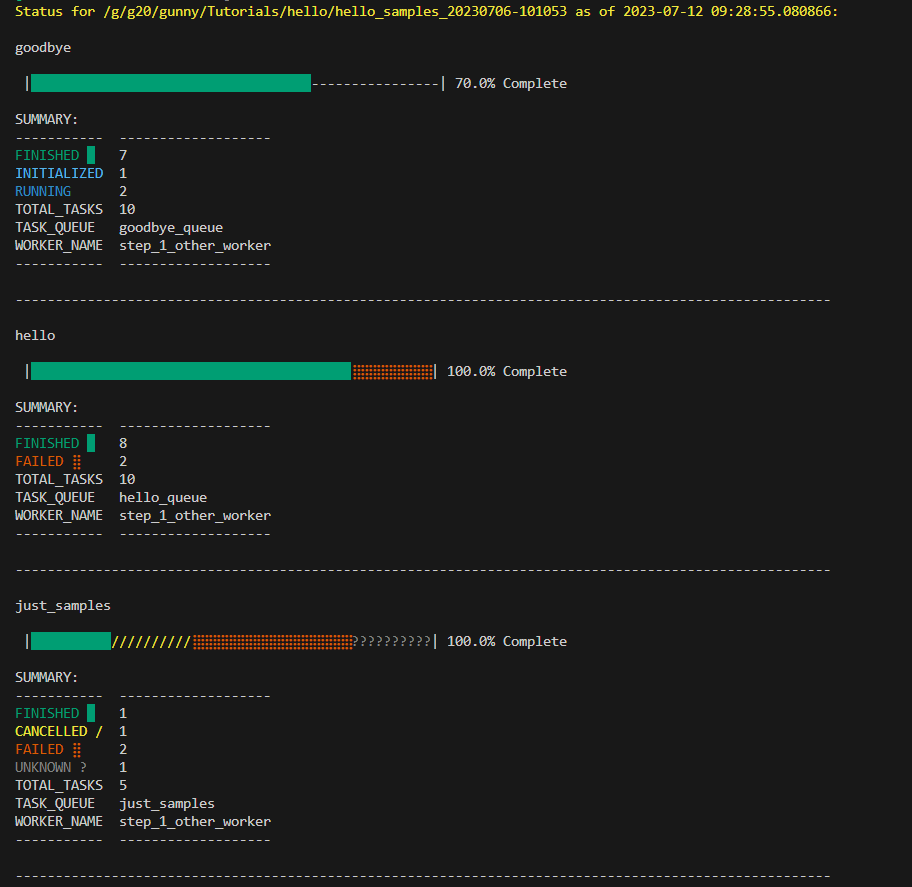 Status for /g/g20/gunny/Tutorials/hello/hello_samples_20230706-101053 as of 2023-07-12 09:28:55.080866:
goodbye
|████████████████████████████████████----------------| 70.0% Complete
SUMMARY:
----------- -------------------
FINISHED █ 7
INITIALIZED 1
RUNNING 2
TOTAL_TASKS 10
TASK_QUEUE goodbye_queue
WORKER_NAME step_1_other_worker
----------- -------------------
------------------------------------------------------------------------------------------------------
hello
|████████████████████████████████████████⣿⣿⣿⣿⣿⣿⣿⣿⣿⣿| 100.0% Complete
SUMMARY:
----------- -------------------
FINISHED █ 8
FAILED ⣿ 2
TOTAL_TASKS 10
TASK_QUEUE hello_queue
WORKER_NAME step_1_other_worker
----------- -------------------
------------------------------------------------------------------------------------------------------
just_samples
|██████████//////////⣿⣿⣿⣿⣿⣿⣿⣿⣿⣿⣿⣿⣿⣿⣿⣿⣿⣿⣿⣿??????????| 100.0% Complete
SUMMARY:
----------- -------------------
FINISHED █ 1
CANCELLED / 1
FAILED ⣿ 2
UNKNOWN ? 1
TOTAL_TASKS 5
TASK_QUEUE just_samples
WORKER_NAME step_1_other_worker
----------- -------------------
------------------------------------------------------------------------------------------------------